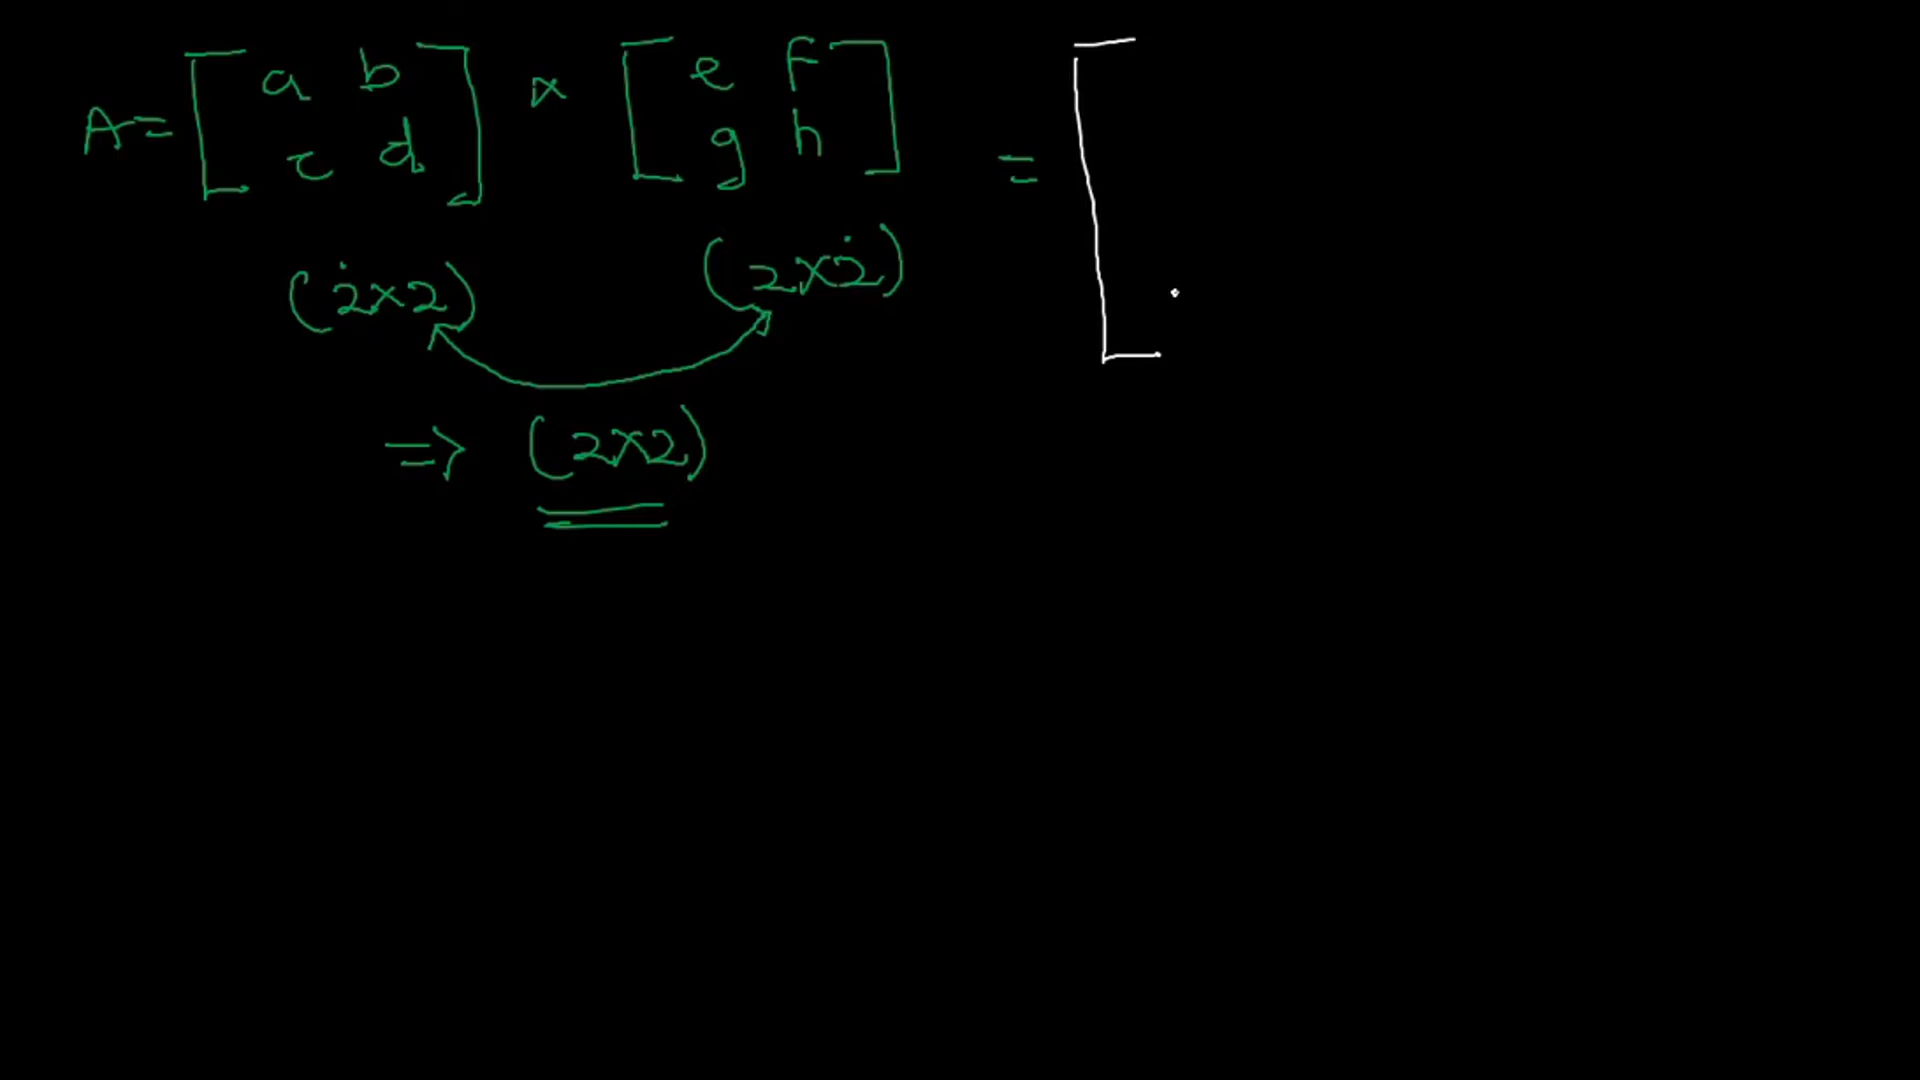 A = [ a b ] × [ e f ] = [
[ c d ] [ g h ]
(2×2) (2×2)
⇒ (2×2)